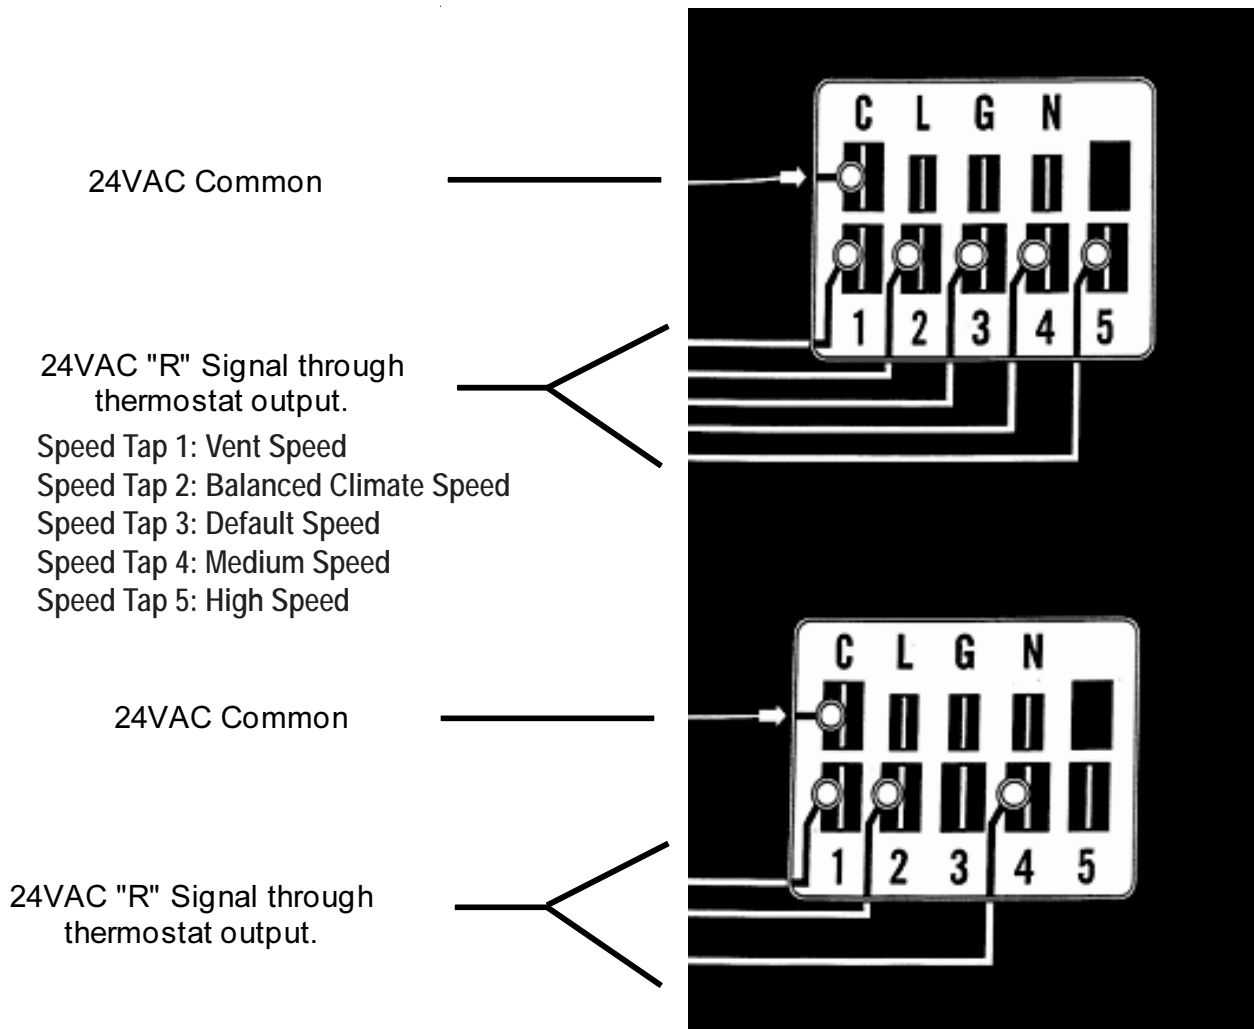 C L G N
24VAC Common
1 2 3 4 5
24VAC "R" Signal through
thermostat output.
Speed Tap 1: Vent Speed
Speed Tap 2: Balanced Climate Speed
Speed Tap 3: Default Speed
Speed Tap 4: Medium Speed
Speed Tap 5: High Speed
C L G N
24VAC Common
1 2 3 4 5
24VAC "R" Signal through
thermostat output.